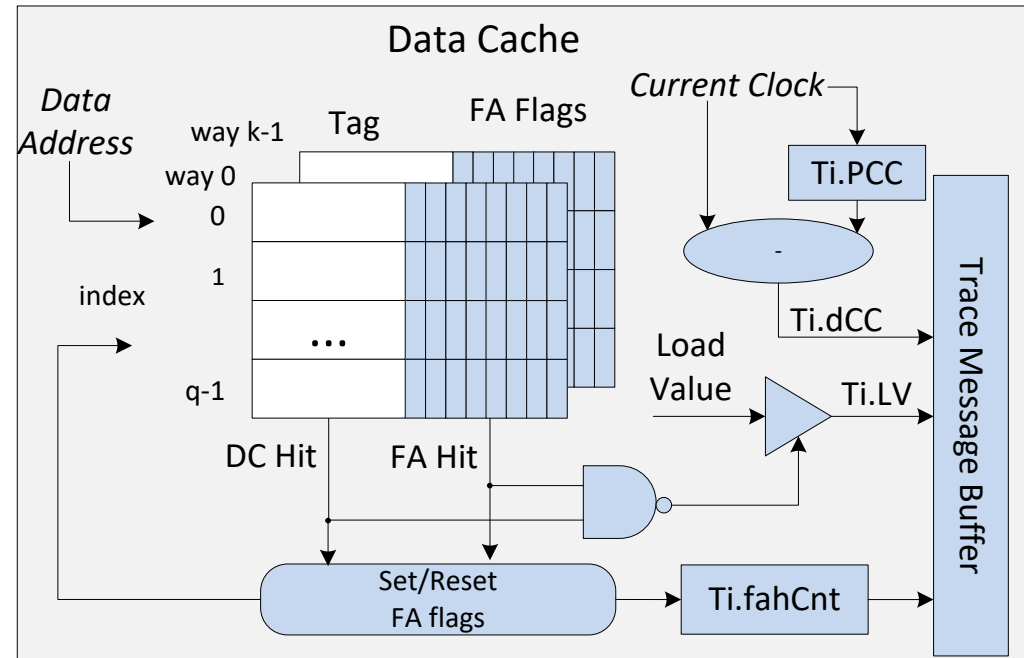 Data Cache
Data
Address
way k-1
Tag
FA Flags
Current Clock
way 0
0
1
...
q-1
index
Ti.PCC
-
Ti.dCC
Load
Value
Ti.LV
Trace Message Buffer
DC Hit
FA Hit
Set/Reset
FA flags
Ti.fahCnt